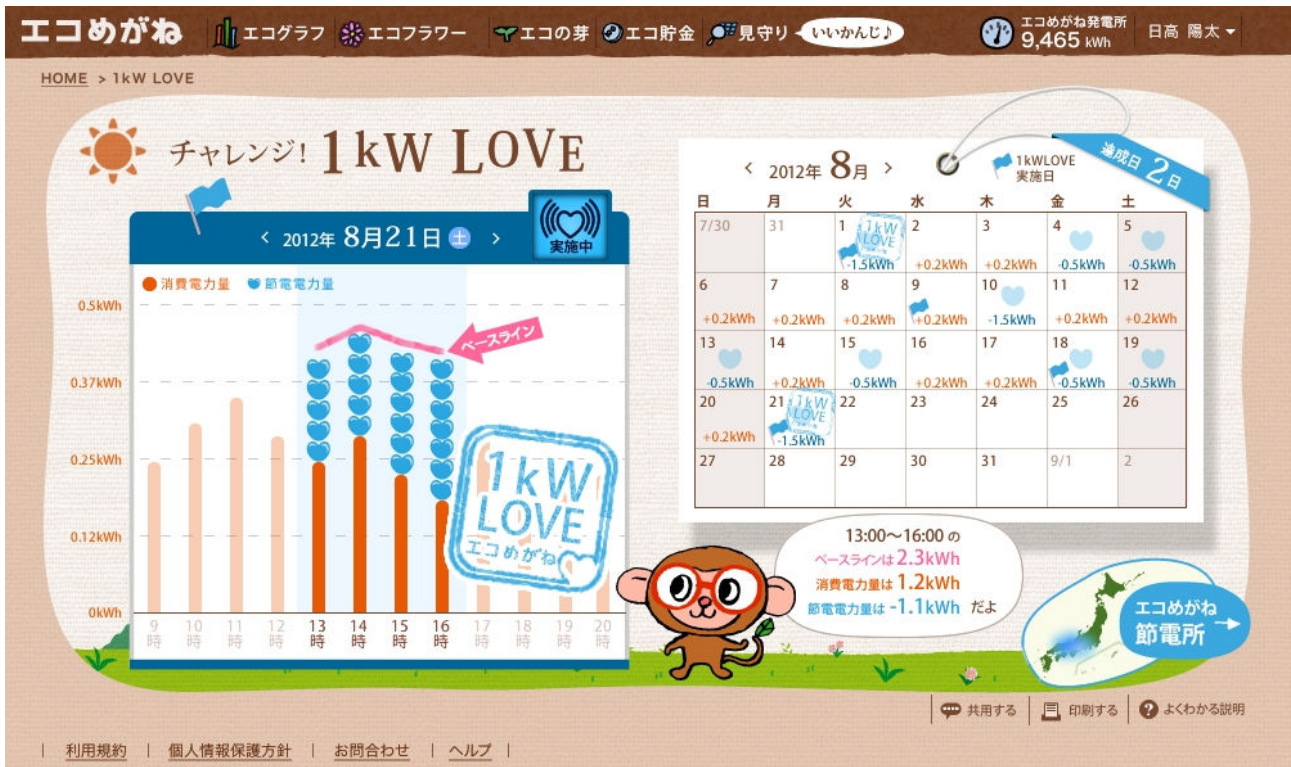 エコめがね
エコグラフ
エコフラワー
エコの芽
エコ貯金
見守り
いいかんじ♪
エコめがね発電所
9,465 kWh
日高 陽太
HOME > 1kW LOVE
チャレンジ! 1kW LOVE
2012年 8月21日 土
実施中
消費電力量 節電電力量
0.5kWh
0.37kWh
0.25kWh
0.12kWh
0kWh
ベースライン
9時 10時 11時 12時 13時 14時 15時 16時 17時 18時 19時 20時
1kW
LOVE
エコめがね
2012年 8月
1kWLOVE
実施日
達成日 2日
日 月 火 水 木 金 土
7/30 31 1 2 3 4 5
1kW
LOVE
-1.5kWh +0.2kWh +0.2kWh -0.5kWh -0.5kWh
6 7 8 9 10 11 12
+0.2kWh +0.2kWh +0.2kWh +0.2kWh -1.5kWh +0.2kWh +0.2kWh
13 14 15 16 17 18 19
-0.5kWh +0.2kWh -0.5kWh +0.2kWh +0.2kWh -0.5kWh -0.5kWh
20 21 22 23 24 25 26
1kW
LOVE
+0.2kWh -1.5kWh
27 28 29 30 31 9/1 2
13:00〜16:00 の
ベースラインは 2.3kWh
消費電力量は 1.2kWh
節電電力量は -1.1kWh だよ
エコめがね
節電所
共用する
印刷する
よくわかる説明
| 利用規約 | 個人情報保護方針 | お問合わせ | ヘルプ |